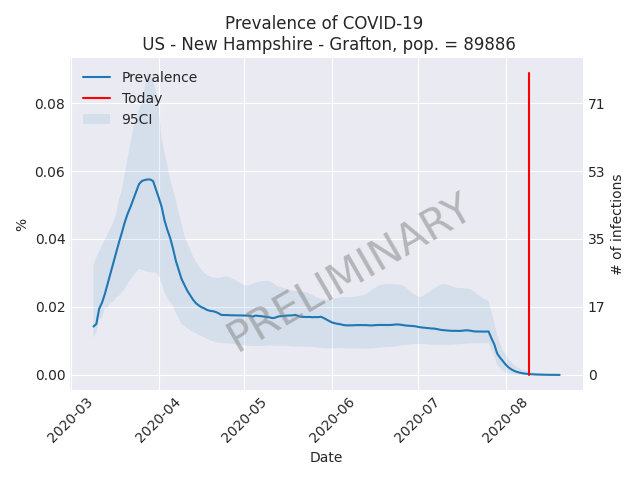 Prevalence of COVID-19
US - New Hampshire - Grafton, pop. = 89886
Prevalence
Today
95CI
PRELIMINARY
%
0.08
0.06
0.04
0.02
0.00
71
53
35
17
0
# of infections
2020-03
2020-04
2020-05
2020-06
2020-07
2020-08
Date